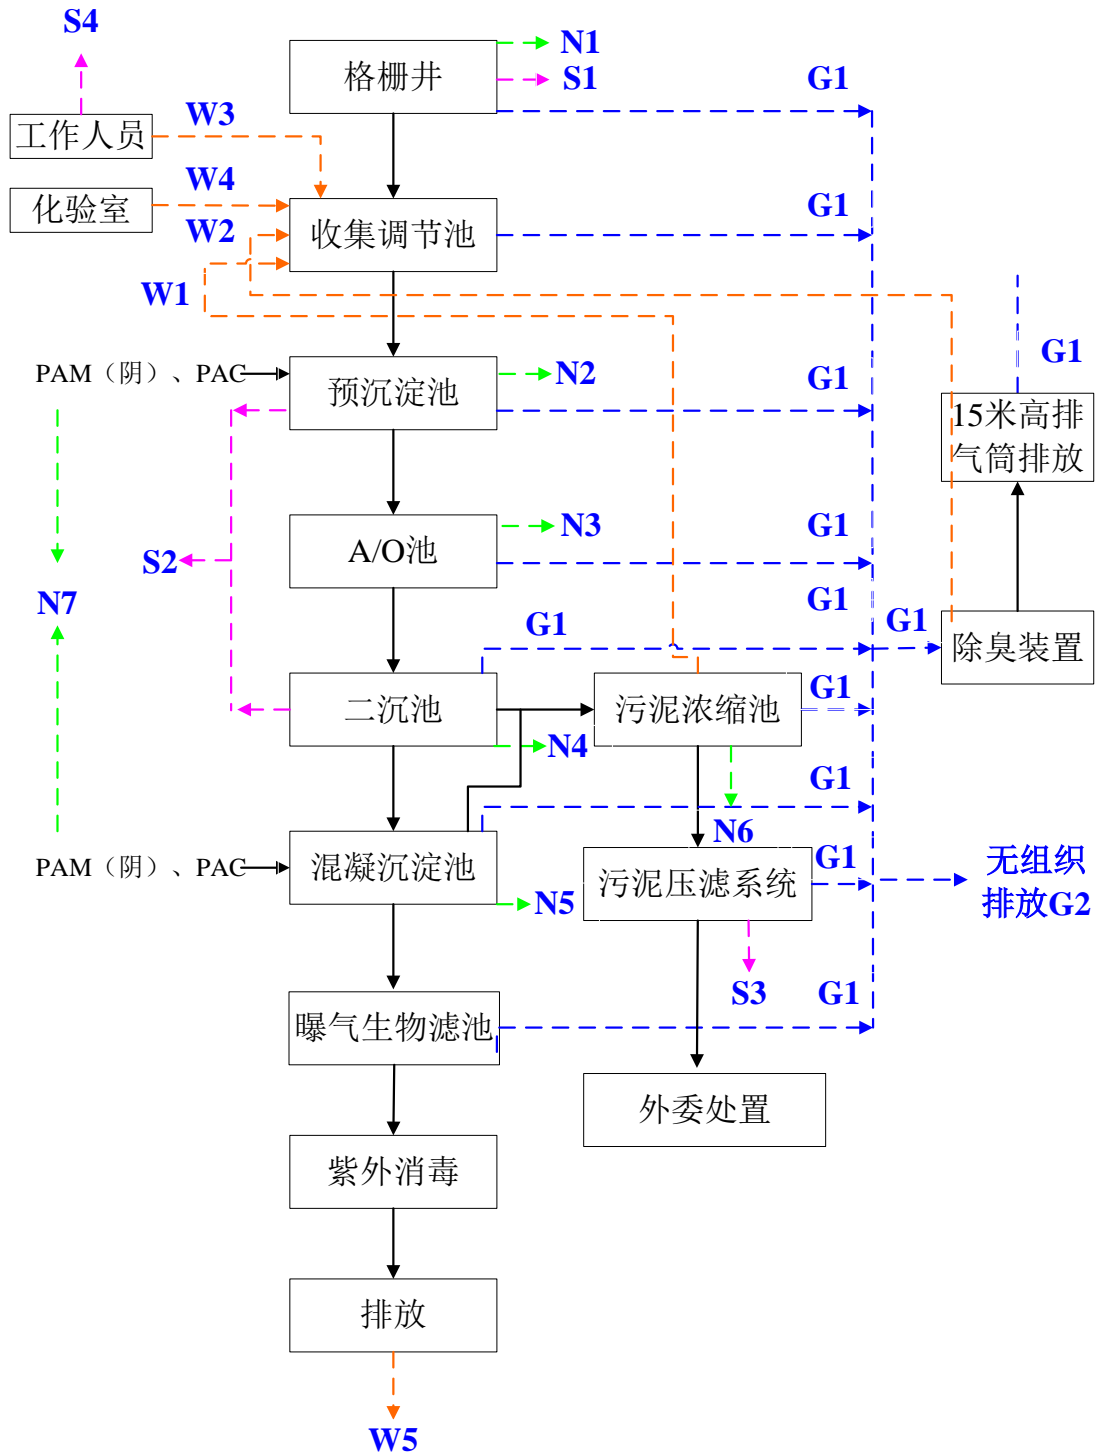 S4
N1
格栅井
S1
G1
W3
工作人员
W4
化验室
G1
W2
收集调节池
W1
G1
PAM（阴）、PAC
N2
预沉淀池
G1
15米高排
气筒排放
N3
G1
A/O池
S2
N7
G1
G1
G1
除臭装置
二沉池
污泥浓缩池
G1
N4
G1
N6
PAM（阴）、PAC
混凝沉淀池
污泥压滤系统
G1
无组织
排放G2
N5
S3
G1
曝气生物滤池
外委处置
紫外消毒
排放
W5